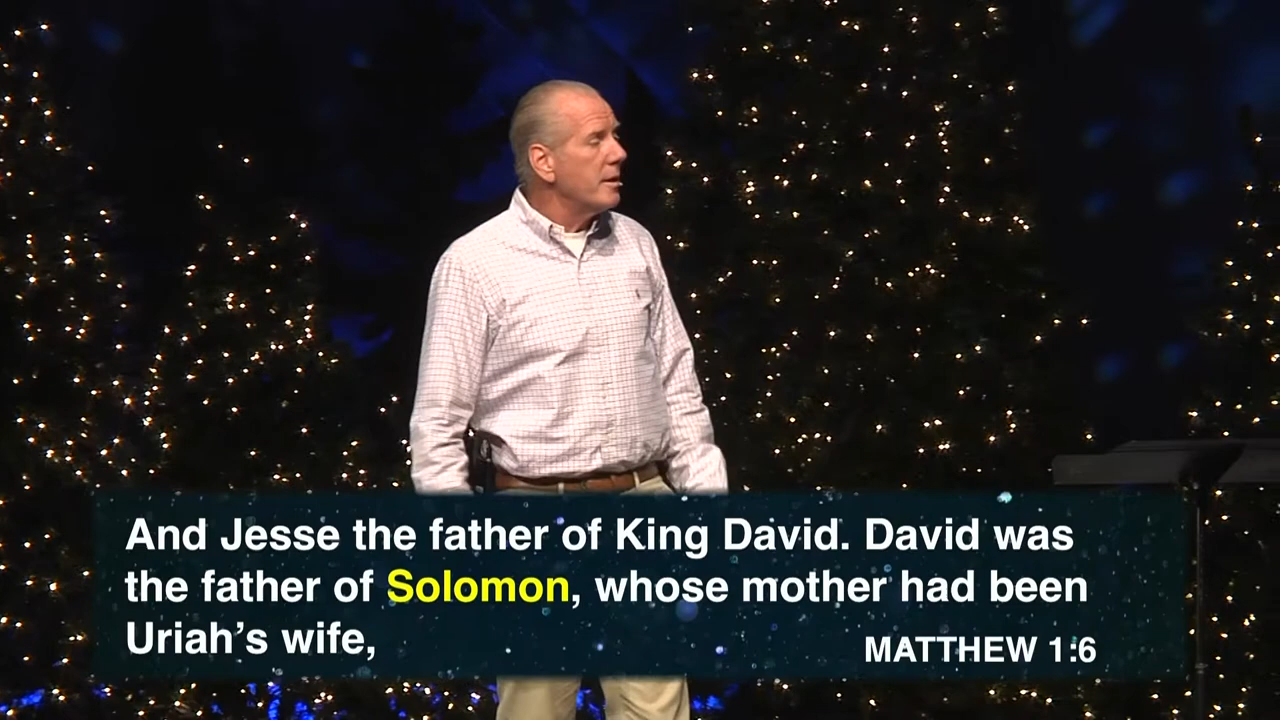 And Jesse the father of King David. David was
the father of Solomon, whose mother had been
Uriah’s wife,
MATTHEW 1:6